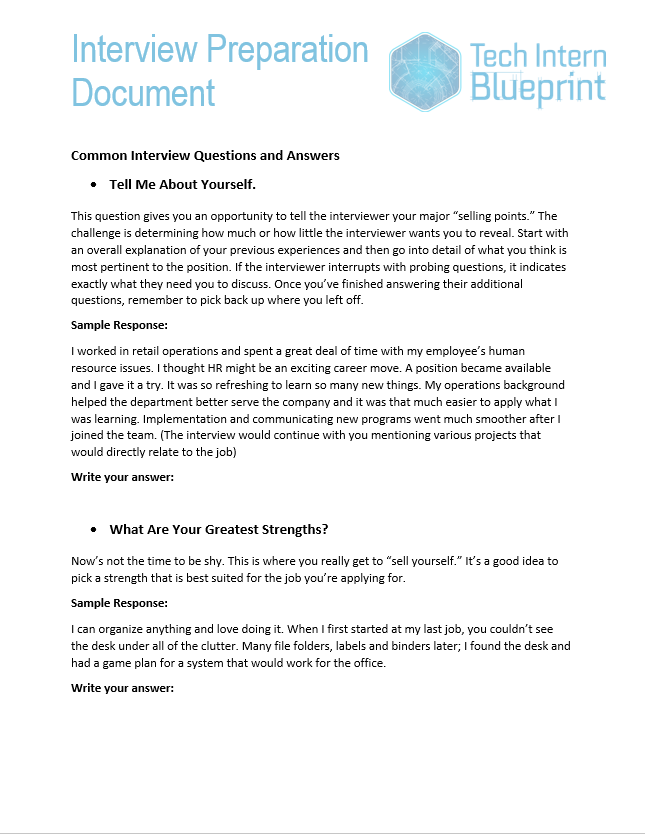 Interview Preparation
Document
Tech Intern
Blueprint
Common Interview Questions and Answers
• Tell Me About Yourself.
This question gives you an opportunity to tell the interviewer your major “selling points.” The
challenge is determining how much or how little the interviewer wants you to reveal. Start with
an overall explanation of your previous experiences and then go into detail of what you think is
most pertinent to the position. If the interviewer interrupts with probing questions, it indicates
exactly what they need you to discuss. Once you’ve finished answering their additional
questions, remember to pick back up where you left off.
Sample Response:
I worked in retail operations and spent a great deal of time with my employee’s human
resource issues. I thought HR might be an exciting career move. A position became available
and I gave it a try. It was so refreshing to learn so many new things. My operations background
helped the department better serve the company and it was that much easier to apply what I
was learning. Implementation and communicating new programs went much smoother after I
joined the team. (The interview would continue with you mentioning various projects that
would directly relate to the job)
Write your answer:
• What Are Your Greatest Strengths?
Now’s not the time to be shy. This is where you really get to “sell yourself.” It’s a good idea to
pick a strength that is best suited for the job you’re applying for.
Sample Response:
I can organize anything and love doing it. When I first started at my last job, you couldn’t see
the desk under all of the clutter. Many file folders, labels and binders later; I found the desk and
had a game plan for a system that would work for the office.
Write your answer: